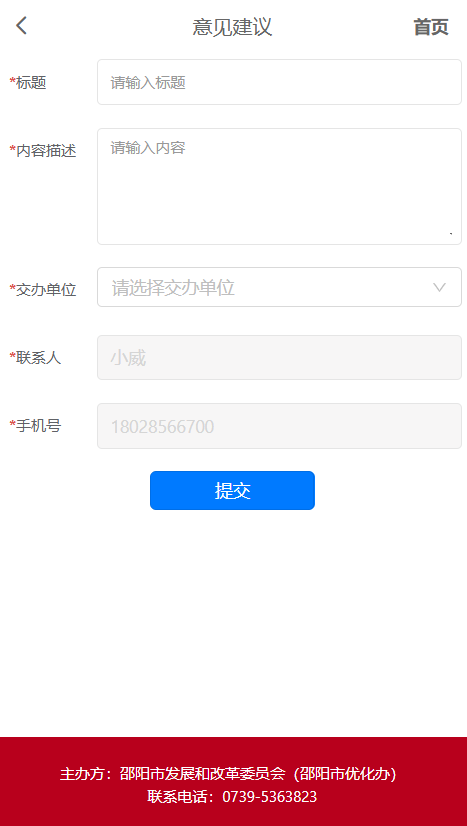 意见建议 首页
*标题 请输入标题
*内容描述 请输入内容
*交办单位 请选择交办单位
*联系人 小威
*手机号 18028566700
提交
主办方：邵阳市发展和改革委员会（邵阳市优化办）
联系电话：0739-5363823